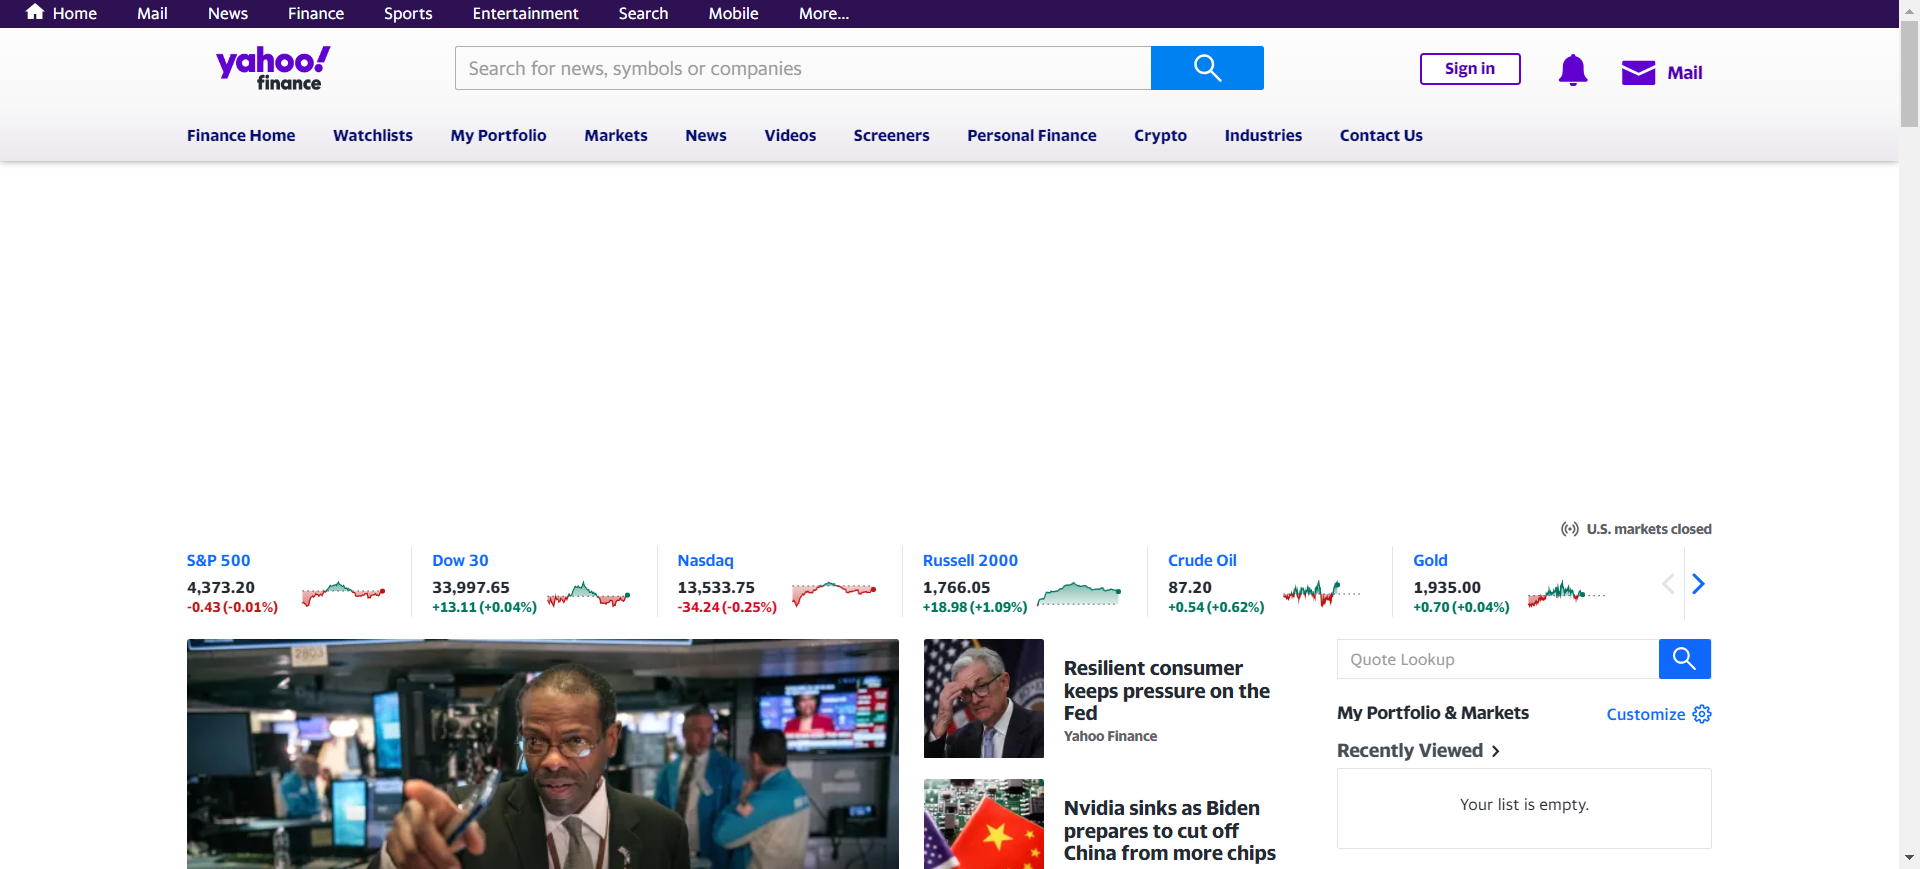 Home Mail News Finance Sports Entertainment Search Mobile More...
yahoo!
finance
Search for news, symbols or companies
Sign in
Mail
Finance Home Watchlists My Portfolio Markets News Videos Screeners Personal Finance Crypto Industries Contact Us
U.S. markets closed
S&P 500
4,373.20
-0.43 (-0.01%)
Dow 30
33,997.65
+13.11 (+0.04%)
Nasdaq
13,533.75
-34.24 (-0.25%)
Russell 2000
1,766.05
+18.98 (+1.09%)
Crude Oil
87.20
+0.54 (+0.62%)
Gold
1,935.00
+0.70 (+0.04%)
2803
Resilient consumer
keeps pressure on the
Fed
Yahoo Finance
Nvidia sinks as Biden
prepares to cut off
China from more chips
Quote Lookup
My Portfolio & Markets
Customize
Recently Viewed
Your list is empty.